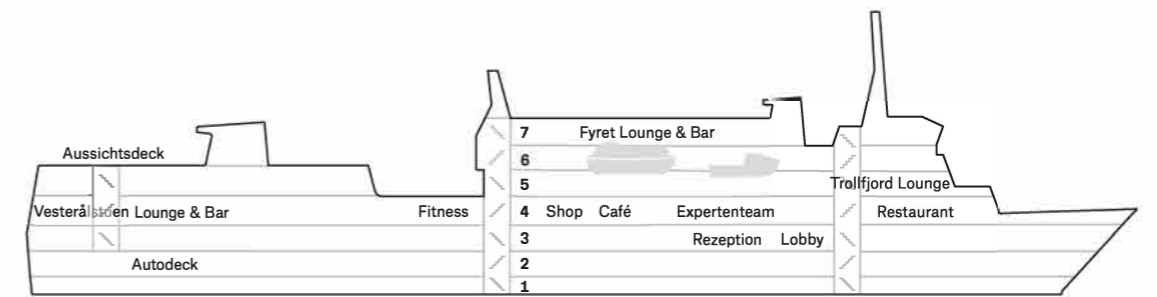 7 Fyret Lounge & Bar
Aussichtsdeck
6
5 Trollfjord Lounge
Vesterålstuen Lounge & Bar Fitness 4 Shop Café Expertenteam Restaurant
3 Rezeption Lobby
Autodeck 2
1